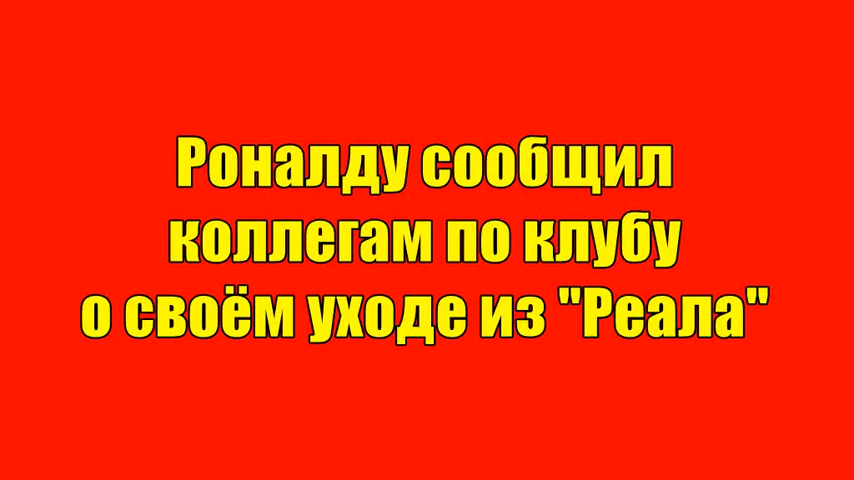 Роналду сообщил
коллегам по клубу
о своём уходе из "Реала"